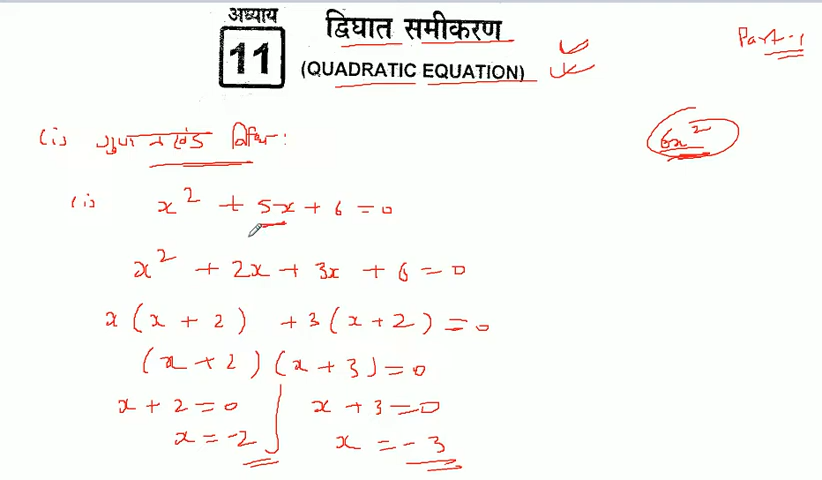 अध्याय
11
द्विघात समीकरण
(QUADRATIC EQUATION)
Part-1
(i) गुणनखंड विधि:
6x²
(i) x² + 5x + 6 = 0
x² + 2x + 3x + 6 = 0
x(x + 2) + 3(x + 2) = 0
(x + 2)(x + 3) = 0
x + 2 = 0
x = -2
x + 3 = 0
x = -3